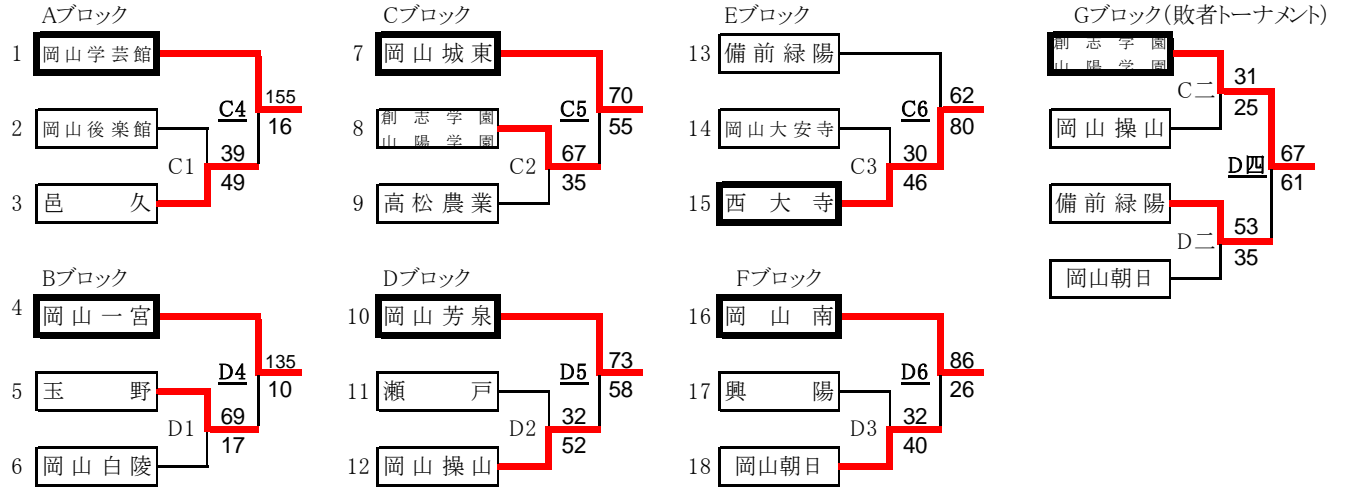 Aブロック
1 岡山学芸館
2 岡山後楽館
3 邑久
C1
39
49
C4
155
16
Bブロック
4 岡山一宮
5 玉野
6 岡山白陵
D1
69
17
D4
135
10
Cブロック
7 岡山城東
8 創志学園
山陽学園
9 高松農業
C2
67
35
C5
70
55
Dブロック
10 岡山芳泉
11 瀬戸
12 岡山操山
D2
32
52
D5
73
58
Eブロック
13 備前緑陽
14 岡山大安寺
15 西大寺
C3
30
46
C6
62
80
Fブロック
16 岡山南
17 興陽
18 岡山朝日
D3
32
40
D6
86
26
Gブロック(敗者トーナメント)
創志学園
山陽学園
岡山操山
C二
31
25
備前緑陽
岡山朝日
D二
53
35
D四
67
61